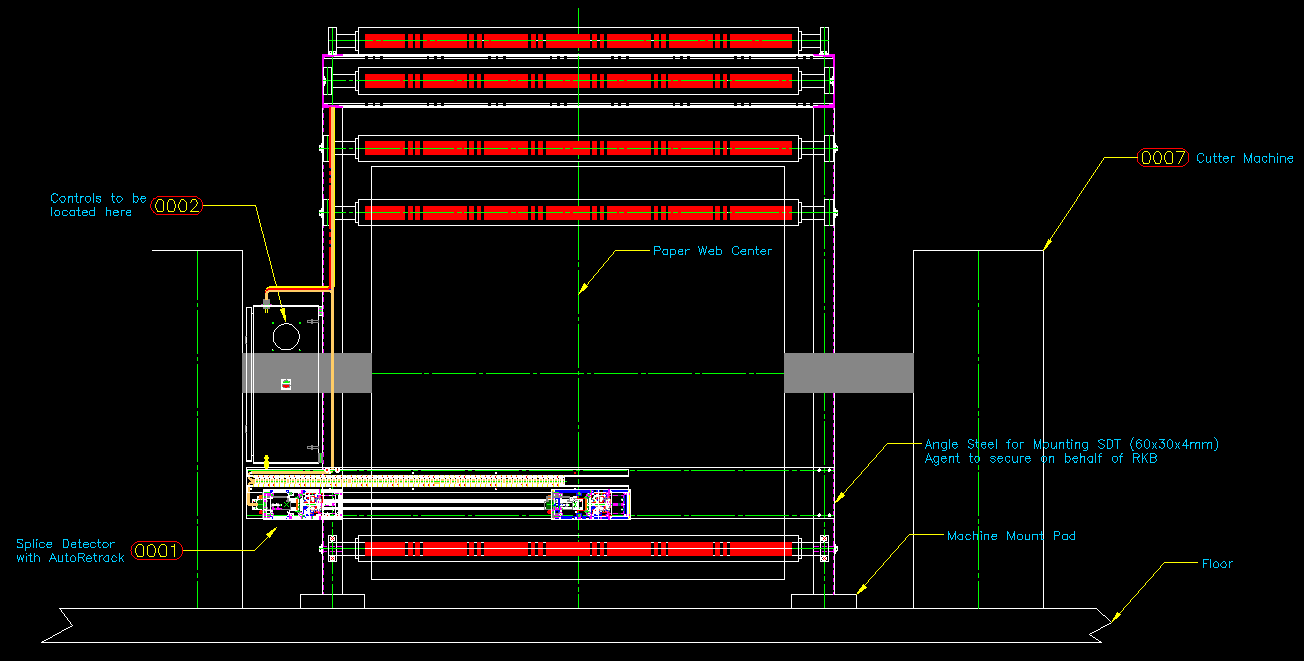 0007 Cutter Machine
Controls to be
located here
0002
Paper Web Center
Angle Steel for Mounting SDT (60x30x4mm)
Agent to secure on behalf of RKB
Machine Mount Pad
Splice Detector
with AutoRetrack
0001
Floor